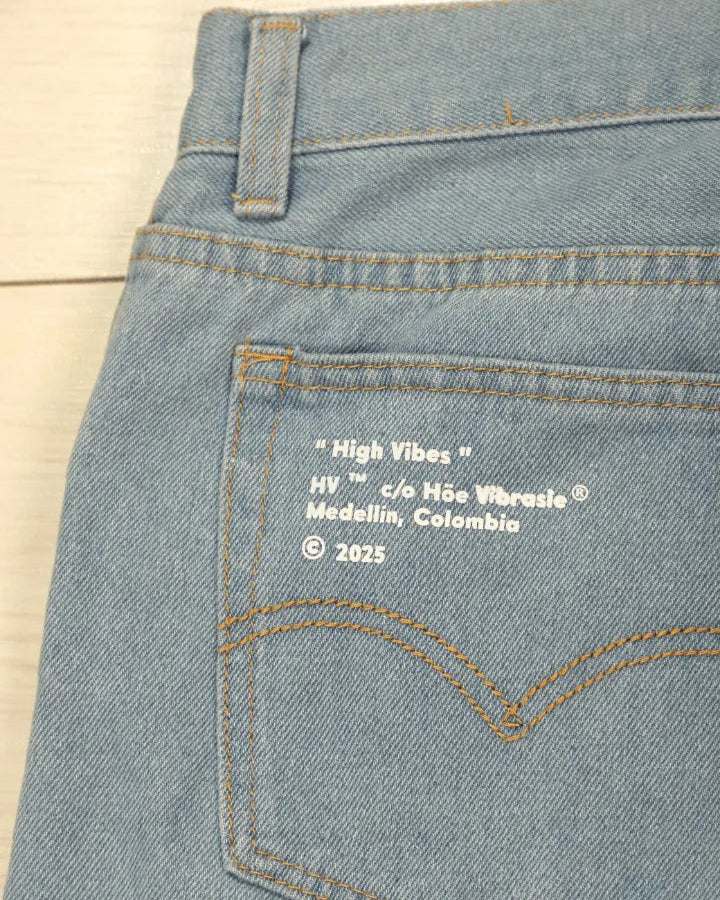 " High Vibes "
HV ™ c/o Höe Vibrasie®
Medellin, Colombia
© 2025